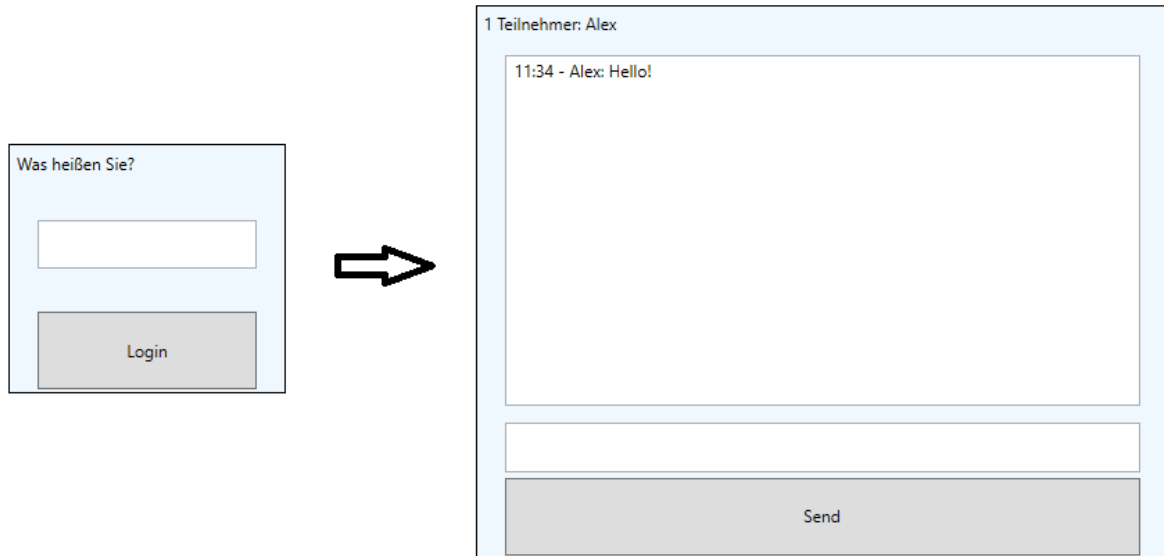 Was heißen Sie?
Login
1 Teilnehmer: Alex
11:34 - Alex: Hello!
Send